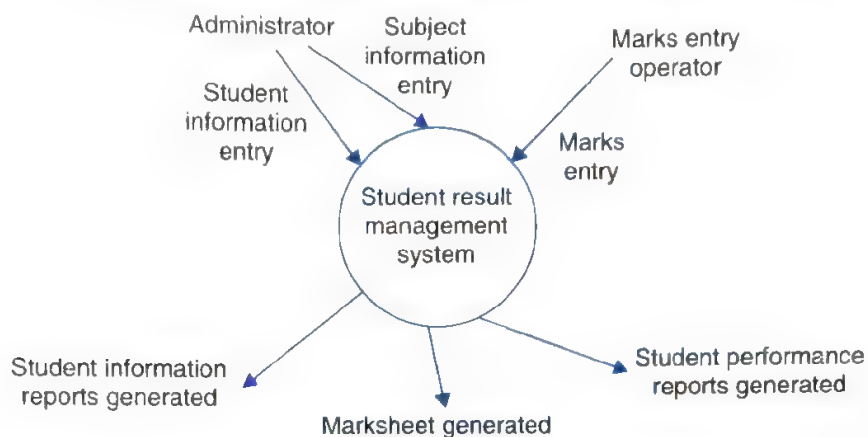 Administrator
Subject
information
entry
Marks entry
operator
Student
information
entry
Marks
entry
Student result
management
system
Student information
reports generated
Marksheet generated
Student performance
reports generated